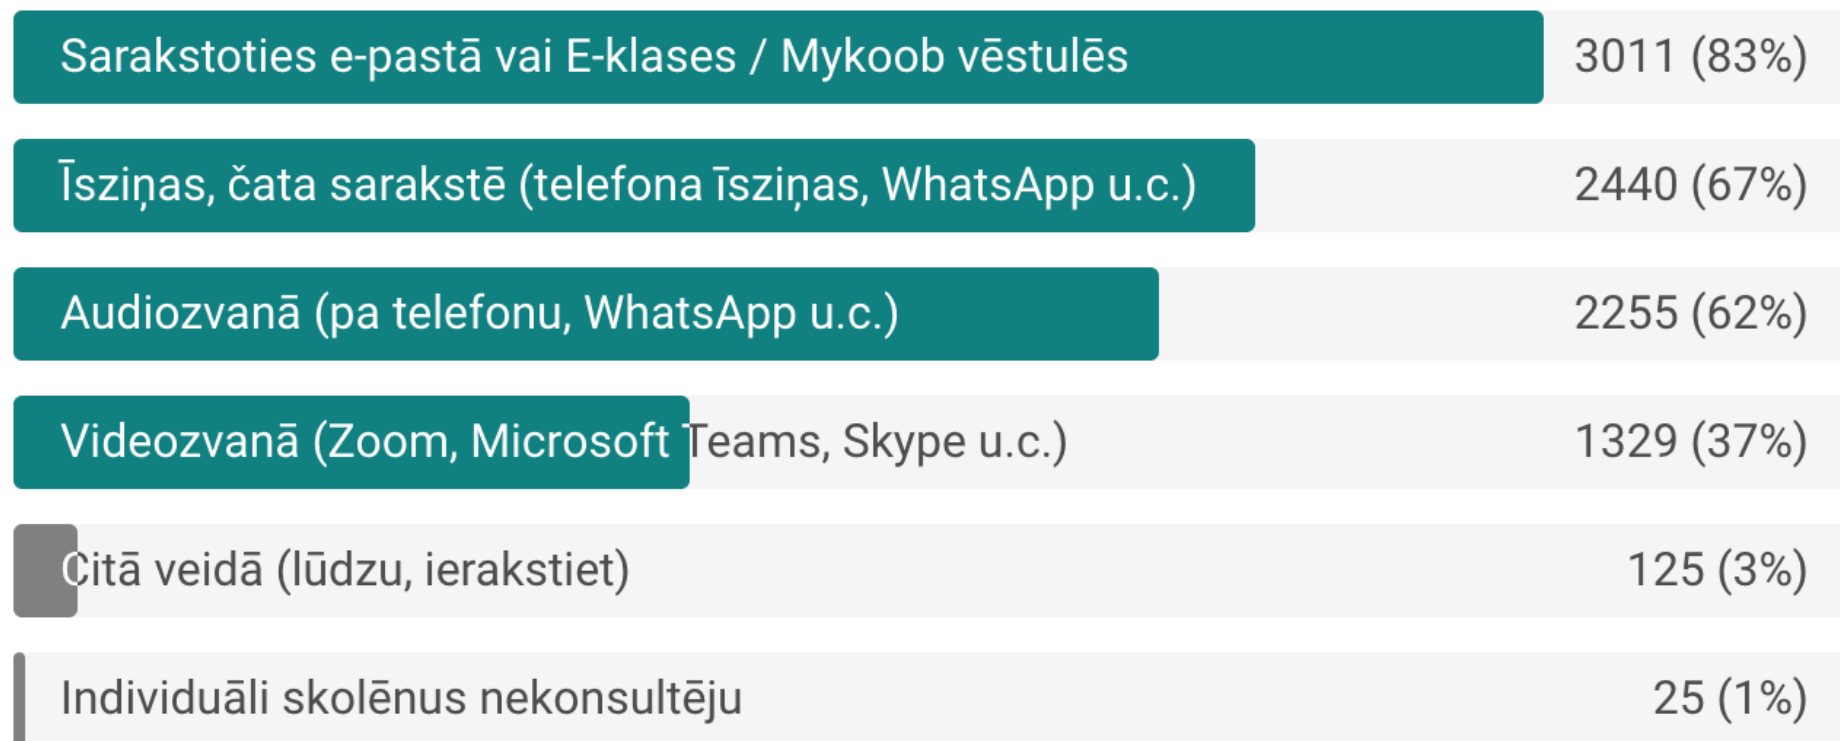 Sarakstoties e-pastā vai E-klases / Mykoob vēstulēs 3011 (83%)
Īsziņas, čata sarakstē (telefona īsziņas, WhatsApp u.c.) 2440 (67%)
Audiozvanā (pa telefonu, WhatsApp u.c.) 2255 (62%)
Videozvanā (Zoom, Microsoft Teams, Skype u.c.) 1329 (37%)
Citā veidā (lūdzu, ierakstiet) 125 (3%)
Individuāli skolēnus nekonsultēju 25 (1%)